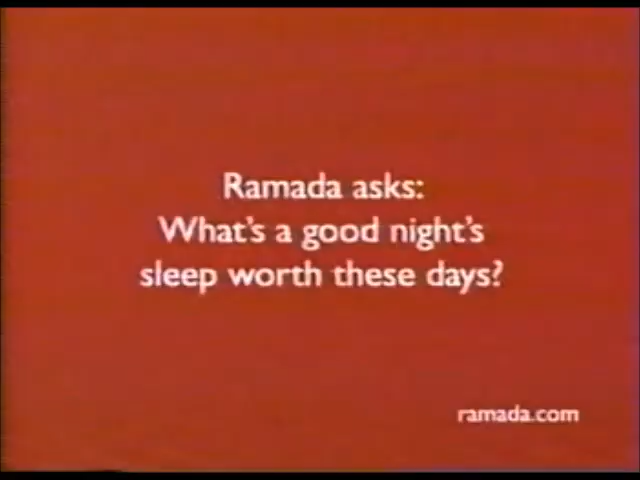 Ramada asks:
What's a good night's
sleep worth these days?
ramada.com